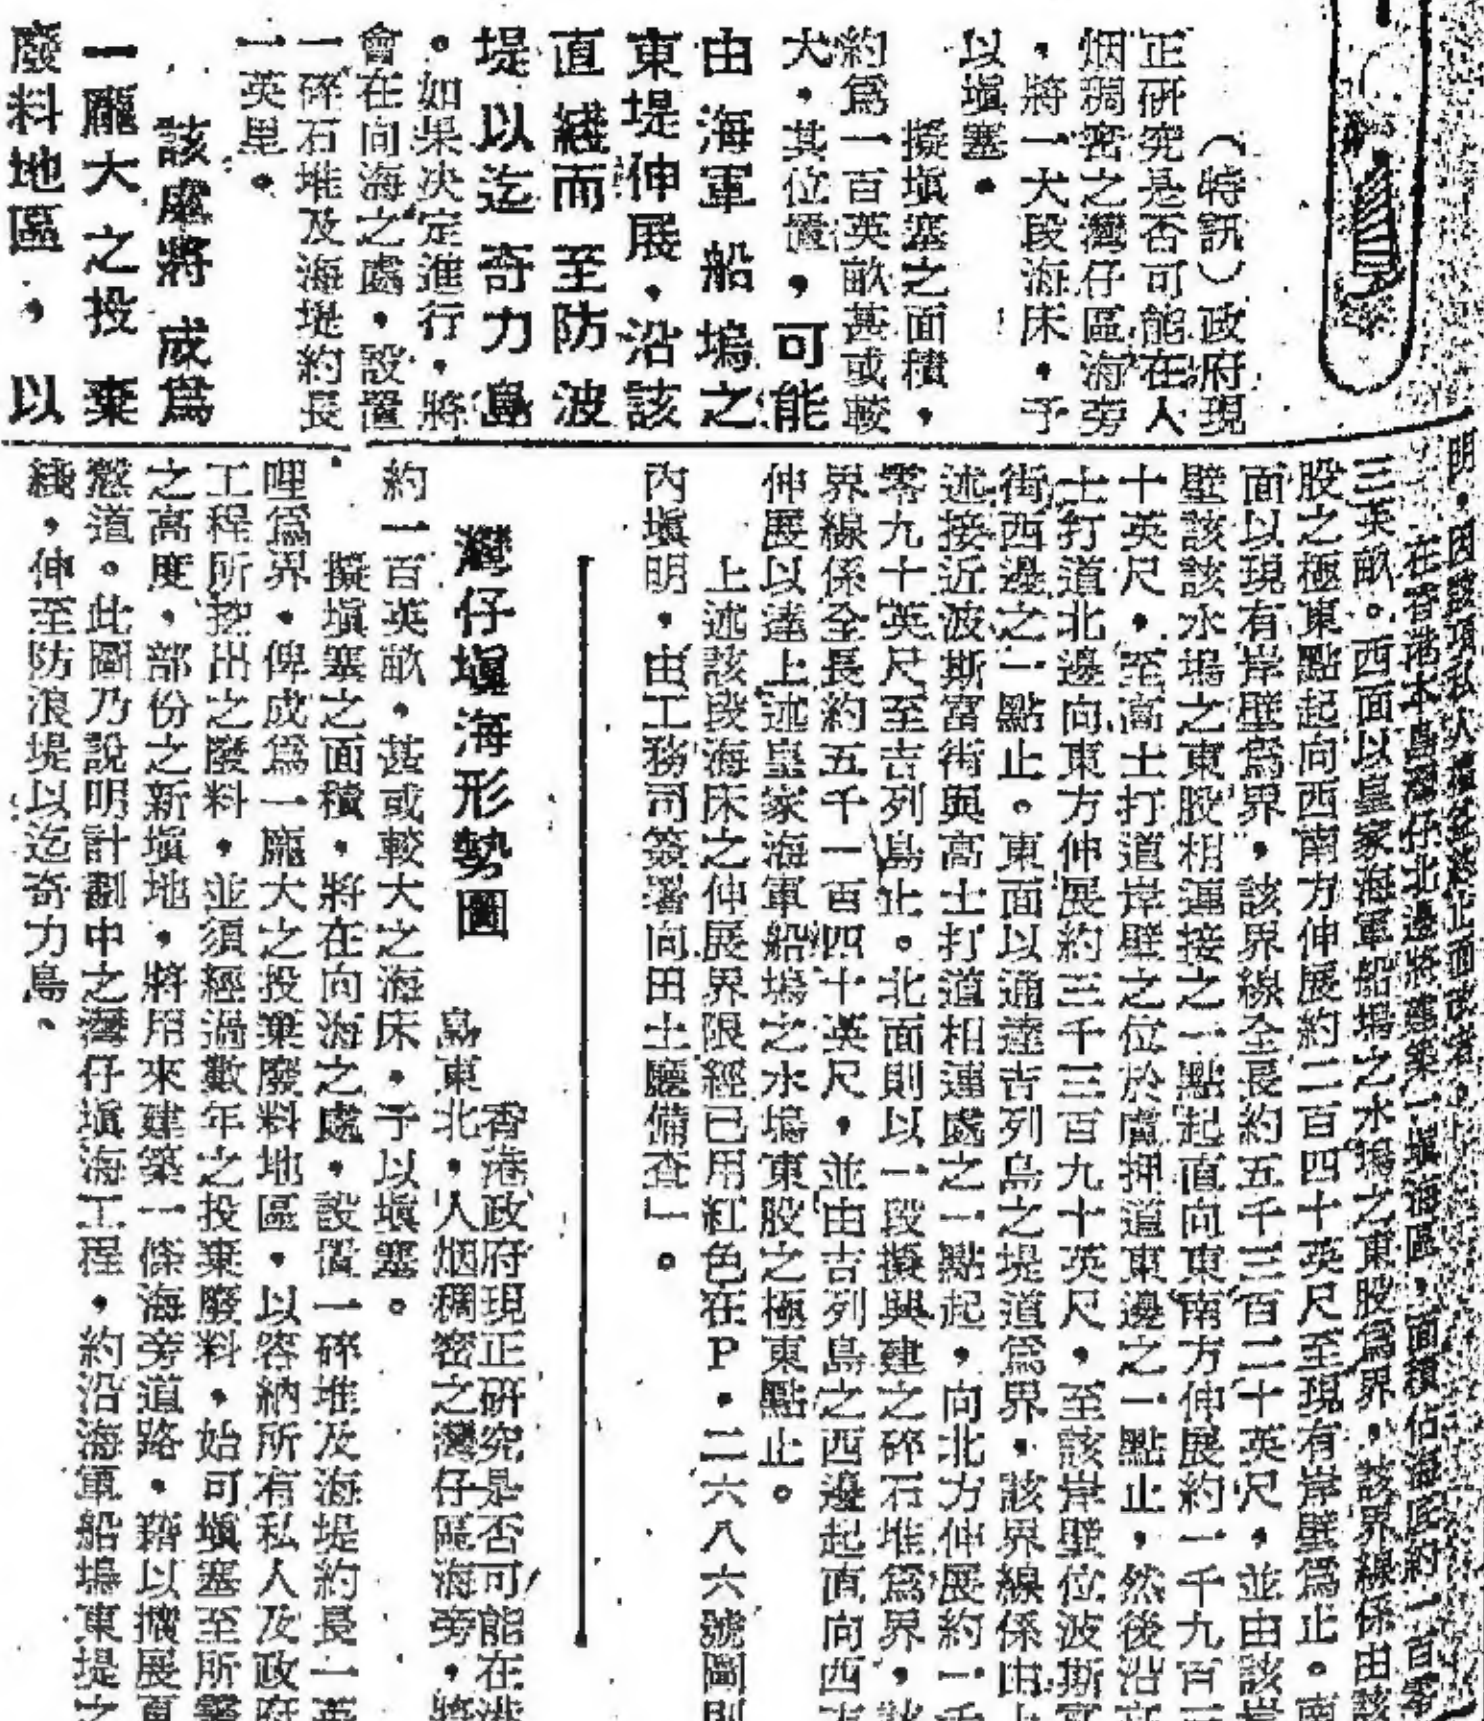 （特訊）政府現
正研究是否可能在人
烟稠密之灣仔區海旁
，將一大段海床，予
以塡塞。
擬塡塞之面積，
約爲一百英畝甚或較
大，其位置，可能
由海軍船塢之
東堤伸展，沿該
直綫而至防波
堤以迄奇力島
。如果决定進行，將
會在向海之處，設置
一碎石堆及海堤約長
一英里。
該處將成爲
一龐大之投棄
廢料地區，以
三英畝。西面以皇家海軍船塢之水塢之東股爲界，該界線係由該
股之極東點起向西南方伸展約二百四十英尺至現有岸壁爲止。南
面以現有岸壁爲界，該界線全長約五千三百二十英尺，並由該岸
壁該該水塢之東股相連接之一點起直向東南方伸展約一千九百
十英尺，至高士打道岸壁之位於盧押道東邊之一點止，然後沿
士打道北邊向東方伸展約三千三百九十英尺，至該岸壁位波斯富
街西邊之一點止。東面以通達吉列島之堤道爲界，該界線係由上
述接近波斯富街與高士打道相連處之一點起，向北方伸展約一千
零九十英尺至吉列島止。北面則以一段擬興建之碎石堆爲界，該
界線係全長約五千一百四十英尺，並由吉列島之西邊起直向西
伸展以達上述皇家海軍船塢之水塢東股之極東點止。
上述該段海床之伸展界限經已用紅色在P．二六八六號圖則
內塡明，由工務司簽署向田土廳備查」。
灣仔塡海形勢圖
香港政府現正研究是否可能在港
島東北，人烟稠密之灣仔區海旁，將
約一百英畝，甚或較大之海床，予以塡塞。
擬塡塞之面積，將在向海之處，設置一碎堆及海堤約長一英
哩爲界，俾成爲一龐大之投棄廢料地區，以容納所有私人及政府
工程所挖出之廢料，並須經過數年之投棄廢料，始可塡塞至所需
之高度，部份之新塡地，將用來建築一條海旁道路，藉以擴展
愁道。此圖乃說明計劃中之灣仔塡海工程，約沿海軍船塢東堤之
綫，伸至防浪堤以迄奇力島。